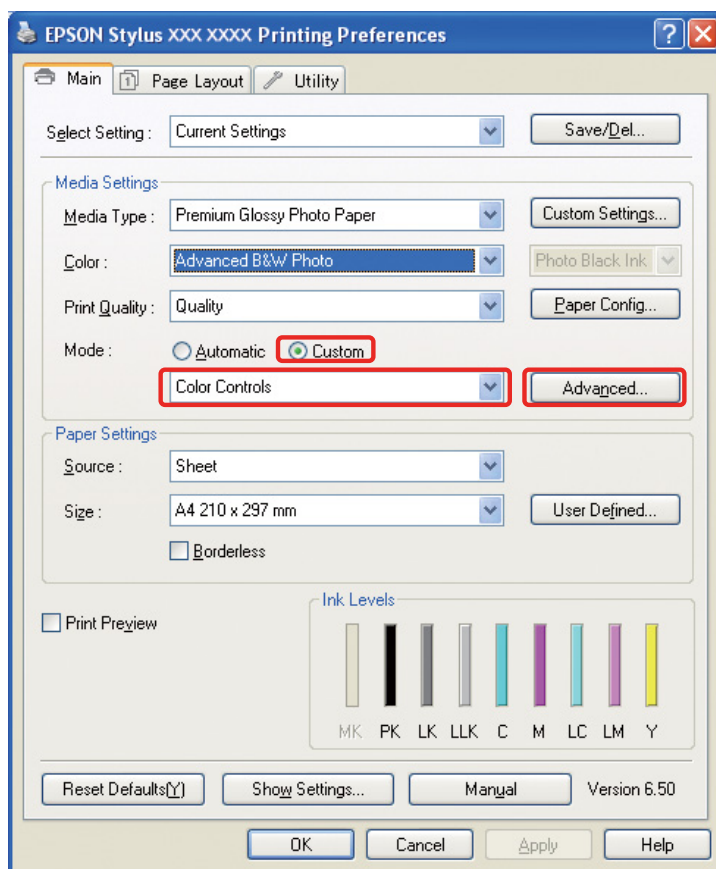 EPSON Stylus XXX XXXX Printing Preferences
Main
1 Page Layout
Utility
Select Setting : Current Settings Save/Del...
Media Settings
Media Type : Premium Glossy Photo Paper Custom Settings...
Color : Advanced B&W Photo Photo Black Ink
Print Quality : Quality Paper Config...
Mode : Automatic Custom
Color Controls Advanced...
Paper Settings
Source : Sheet
Size : A4 210 x 297 mm User Defined...
Borderless
Print Preview
Ink Levels
MK PK LK LLK C M LC LM Y
Reset Defaults(Y) Show Settings... Manual Version 6.50
OK Cancel Apply Help